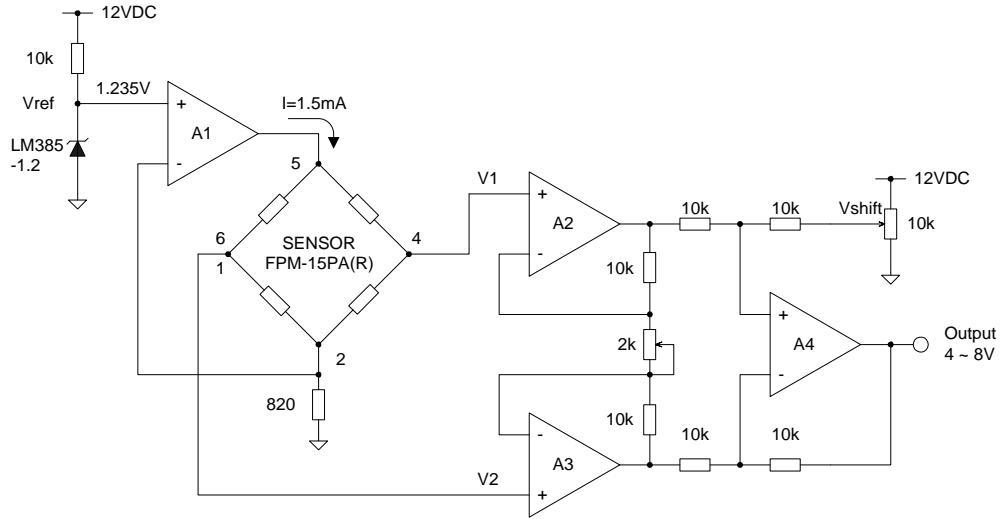 12VDC
10k
1.235V
Vref
LM385
-1.2
+
A1
-
I=1.5mA
5
6
1
4
SENSOR
FPM-15PA(R)
2
820
V1
V2
+
A2
-
10k
2k
10k
-
A3
+
10k
10k
Vshift
12VDC
10k
+
A4
-
10k
10k
Output
4 ~ 8V